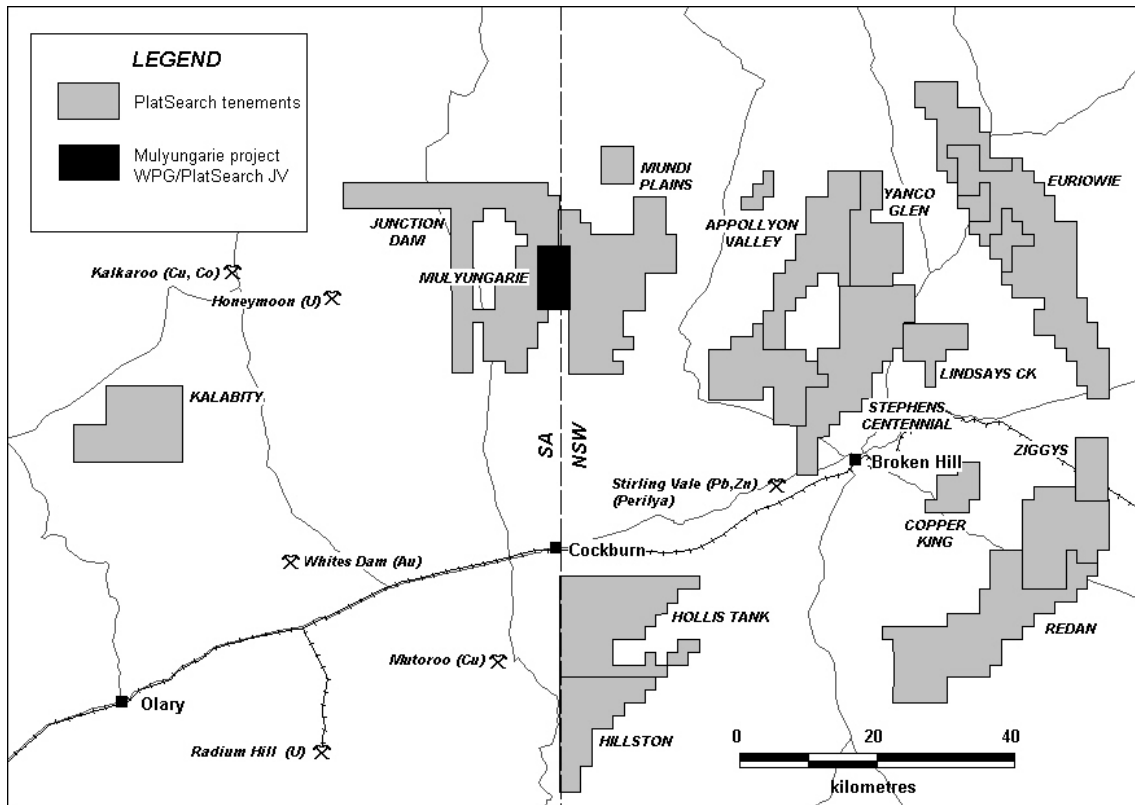 LEGEND
PlatSearch tenements
Mulyungarie project
WPG/PlatSearch JV
MUNDI
PLAINS
EURIOWIE
YANCO
GLEN
APPOLLYON
VALLEY
JUNCTION
DAM
MULYUNGARIE
Kalkaroo (Cu, Co)
Honeymoon (U)
KALABITY
LINDSAYS CK
STEPHENS
CENTENNIAL
SA
NSW
ZIGGYS
Broken Hill
Stirling Vale (Pb,Zn)
(Perilya)
COPPER
KING
Cockburn
Whites Dam (Au)
HOLLIS TANK
REDAN
Mutoroo (Cu)
Olary
HILLSTON
Radium Hill (U)
0 20 40
kilometres